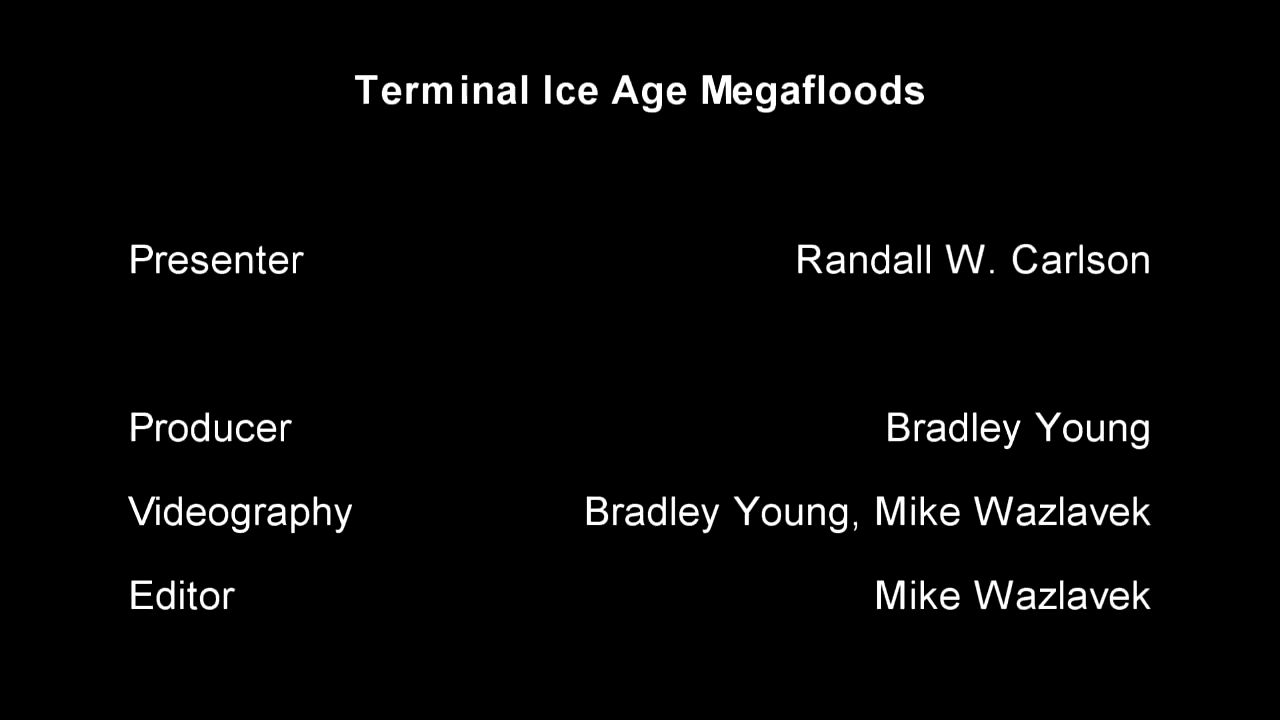 Terminal Ice Age Megafloods
Presenter Randall W. Carlson
Producer Bradley Young
Videography Bradley Young, Mike Wazlavek
Editor Mike Wazlavek